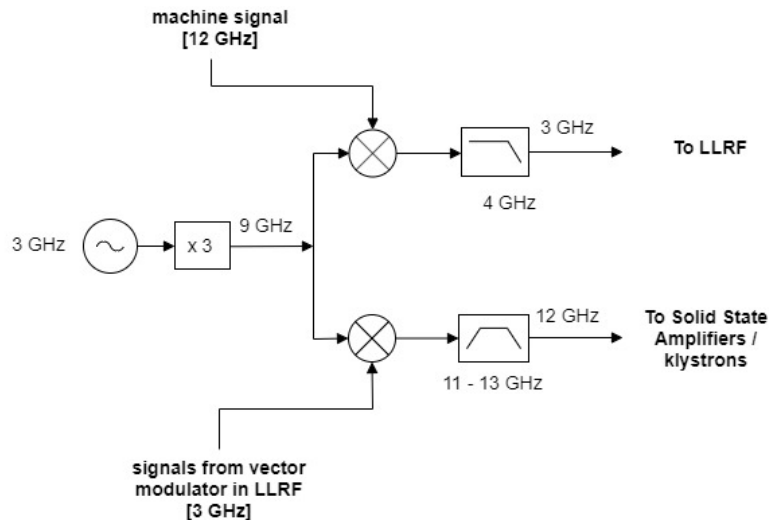 machine signal
[12 GHz]
3 GHz
To LLRF
4 GHz
9 GHz
3 GHz
x 3
12 GHz
To Solid State
Amplifiers /
klystrons
11 - 13 GHz
signals from vector
modulator in LLRF
[3 GHz]